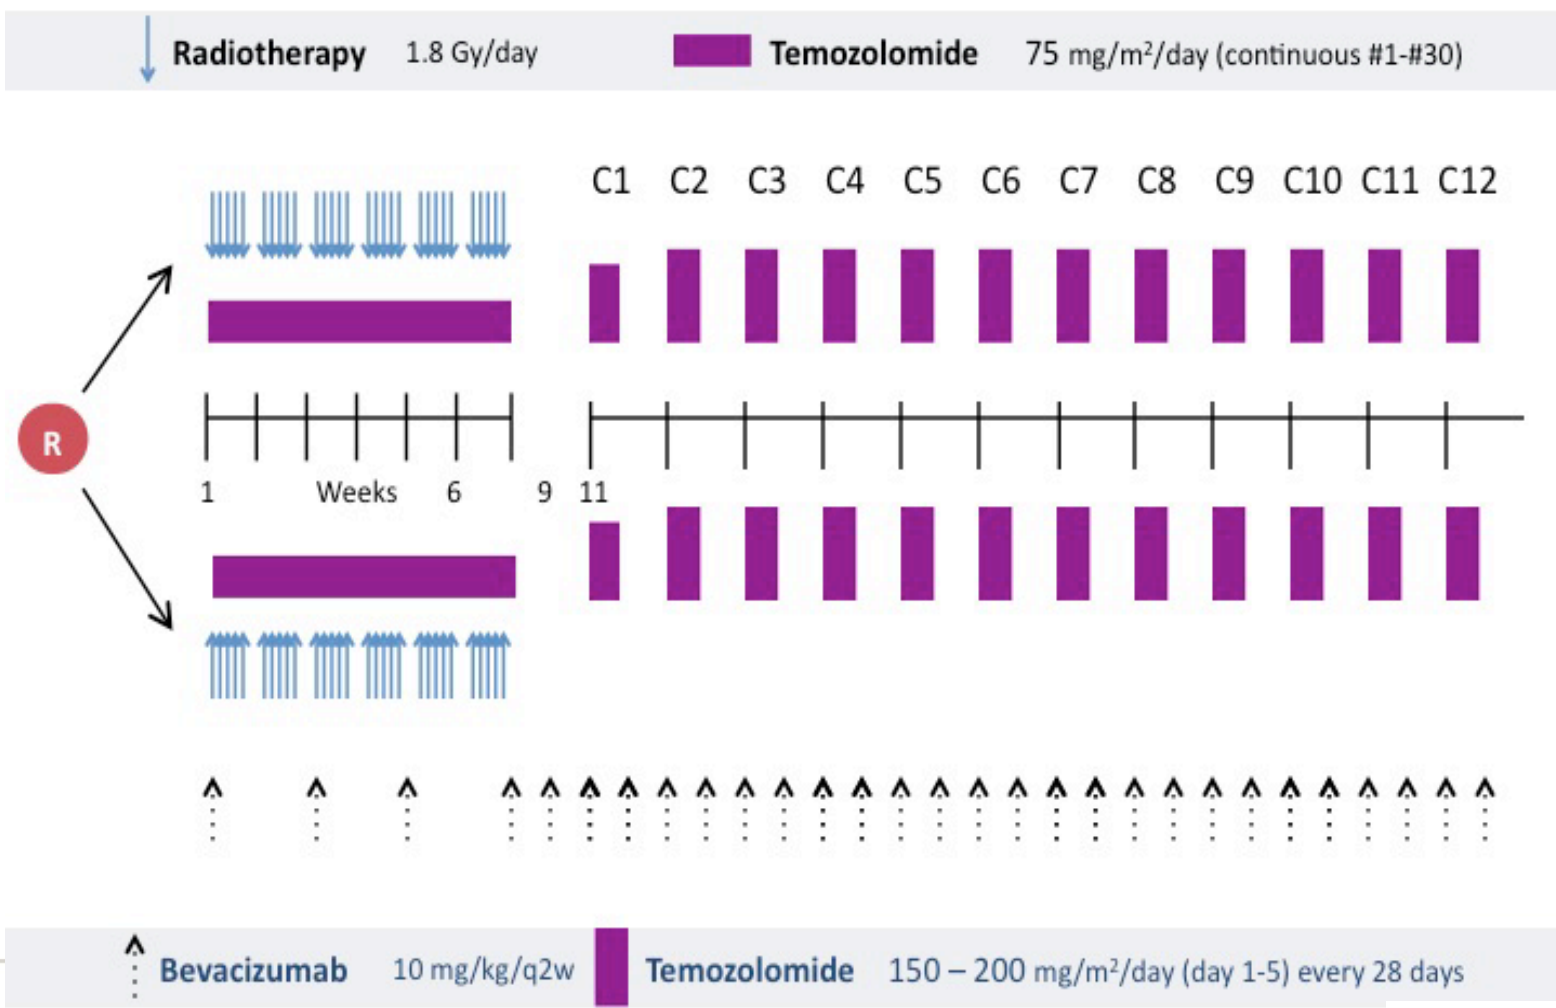 Radiotherapy 1.8 Gy/day Temozolomide 75 mg/m²/day (continuous #1-#30)
C1 C2 C3 C4 C5 C6 C7 C8 C9 C10 C11 C12
R
1 Weeks 6 9 11
Bevacizumab 10 mg/kg/q2w Temozolomide 150 – 200 mg/m²/day (day 1-5) every 28 days